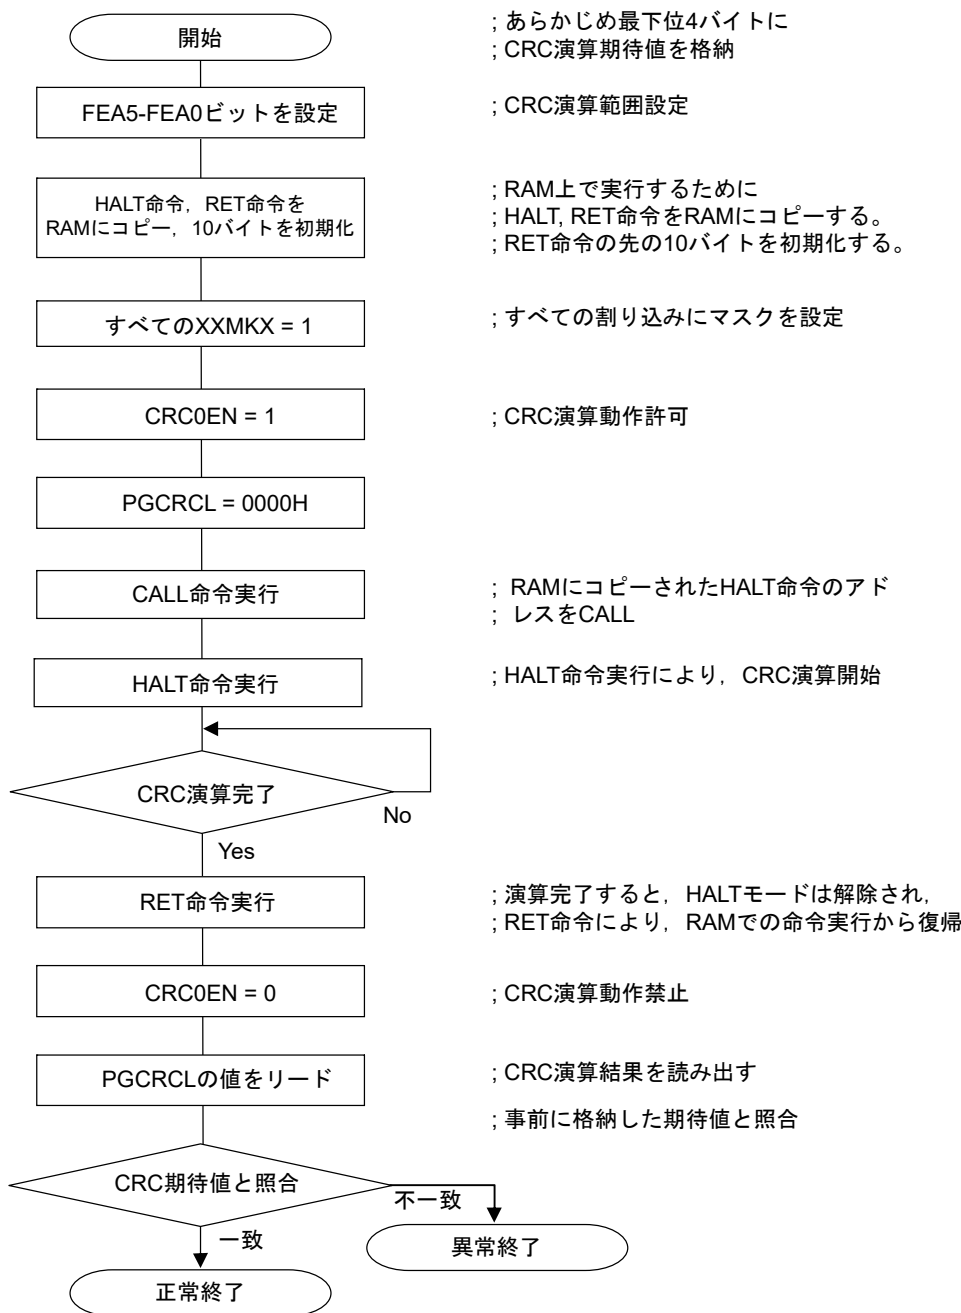 開始
; あらかじめ最下位4バイトに
; CRC演算期待値を格納
FEA5-FEA0ビットを設定
; CRC演算範囲設定
HALT命令，RET命令を
RAMにコピー，10バイトを初期化
; RAM上で実行するために
; HALT, RET命令をRAMにコピーする。
; RET命令の先の10バイトを初期化する。
すべてのXXMKX = 1
; すべての割り込みにマスクを設定
CRC0EN = 1
; CRC演算動作許可
PGCRCL = 0000H
CALL命令実行
; RAMにコピーされたHALT命令のアド
; レスをCALL
HALT命令実行
; HALT命令実行により，CRC演算開始
CRC演算完了
No
Yes
RET命令実行
; 演算完了すると，HALTモードは解除され，
; RET命令により，RAMでの命令実行から復帰
CRC0EN = 0
; CRC演算動作禁止
PGCRCLの値をリード
; CRC演算結果を読み出す
; 事前に格納した期待値と照合
CRC期待値と照合
不一致
一致
異常終了
正常終了